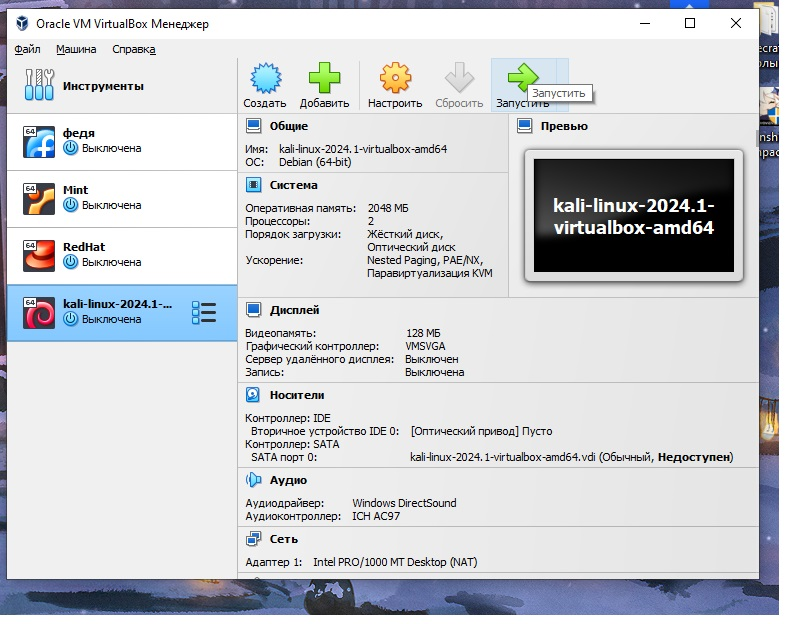 Oracle VM VirtualBox Менеджер
Файл Машина Справка
Инструменты
64 федя
Выключена
64 Mint
Выключена
64 RedHat
Выключена
64 kali-linux-2024.1-...
Выключена
Создать Добавить Настроить Сбросить Запустить
Запустить
Общие
Имя: kali-linux-2024.1-virtualbox-amd64
ОС: Debian (64-bit)
Система
Оперативная память: 2048 МБ
Процессоры: 2
Порядок загрузки: Жёсткий диск,
Оптический диск
Ускорение: Nested Paging, PAE/NX,
Паравиртуализация KVM
Превью
kali-linux-2024.1-
virtualbox-amd64
Дисплей
Видеопамять: 128 МБ
Графический контроллер: VMSVGA
Сервер удалённого дисплея: Выключен
Запись: Выключена
Носители
Контроллер: IDE
Вторичное устройство IDE 0: [Оптический привод] Пусто
Контроллер: SATA
SATA порт 0: kali-linux-2024.1-virtualbox-amd64.vdi (Обычный, Недоступен)
Аудио
Аудиодрайвер: Windows DirectSound
Аудиоконтроллер: ICH AC97
Сеть
Адаптер 1: Intel PRO/1000 MT Desktop (NAT)